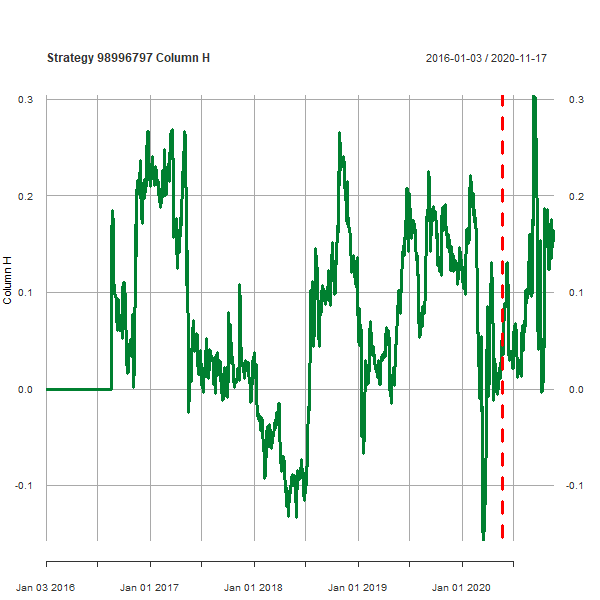 Strategy 98996797 Column H
2016-01-03 / 2020-11-17
0.3
0.3
0.2
0.2
0.1
0.1
0.0
0.0
-0.1
-0.1
Column H
Jan 03 2016
Jan 01 2017
Jan 01 2018
Jan 01 2019
Jan 01 2020